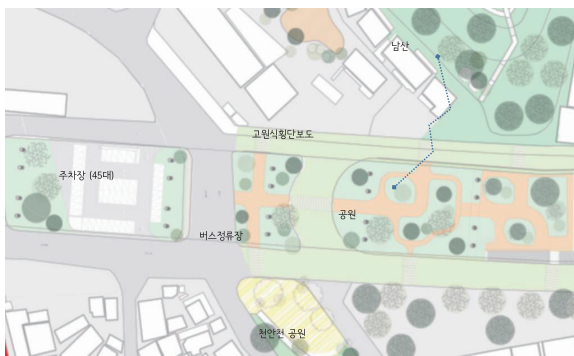 남산
고원식횡단보도
주차장 (45대)
공원
버스정류장
천안천 공원